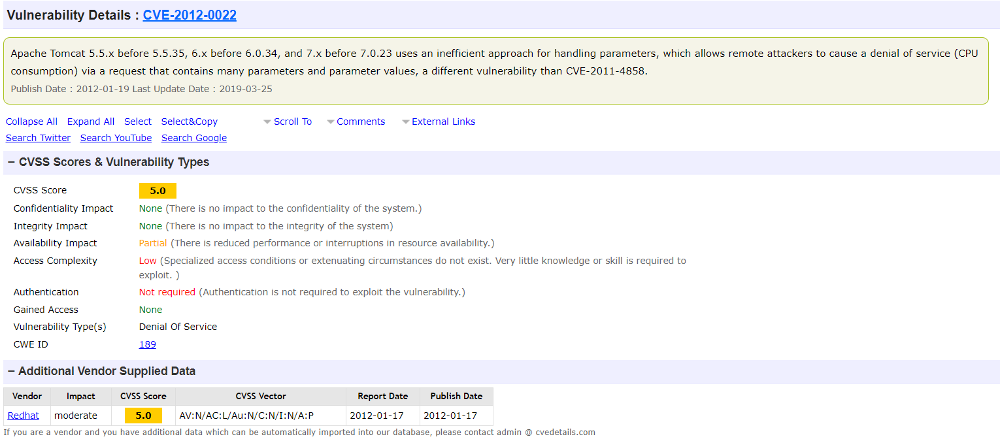 Vulnerability Details : CVE-2012-0022
Apache Tomcat 5.5.x before 5.5.35, 6.x before 6.0.34, and 7.x before 7.0.23 uses an inefficient approach for handling parameters, which allows remote attackers to cause a denial of service (CPU
consumption) via a request that contains many parameters and parameter values, a different vulnerability than CVE-2011-4858.
Publish Date : 2012-01-19 Last Update Date : 2019-03-25
Collapse All Expand All Select Select&Copy Scroll To Comments External Links
Search Twitter Search YouTube Search Google
− CVSS Scores & Vulnerability Types
CVSS Score 5.0
Confidentiality Impact None (There is no impact to the confidentiality of the system.)
Integrity Impact None (There is no impact to the integrity of the system)
Availability Impact Partial (There is reduced performance or interruptions in resource availability.)
Access Complexity Low (Specialized access conditions or extenuating circumstances do not exist. Very little knowledge or skill is required to
exploit. )
Authentication Not required (Authentication is not required to exploit the vulnerability.)
Gained Access None
Vulnerability Type(s) Denial Of Service
CWE ID 189
− Additional Vendor Supplied Data
Vendor Impact CVSS Score CVSS Vector Report Date Publish Date
Redhat moderate 5.0 AV:N/AC:L/Au:N/C:N/I:N/A:P 2012-01-17 2012-01-17
If you are a vendor and you have additional data which can be automatically imported into our database, please contact admin @ cvedetails.com